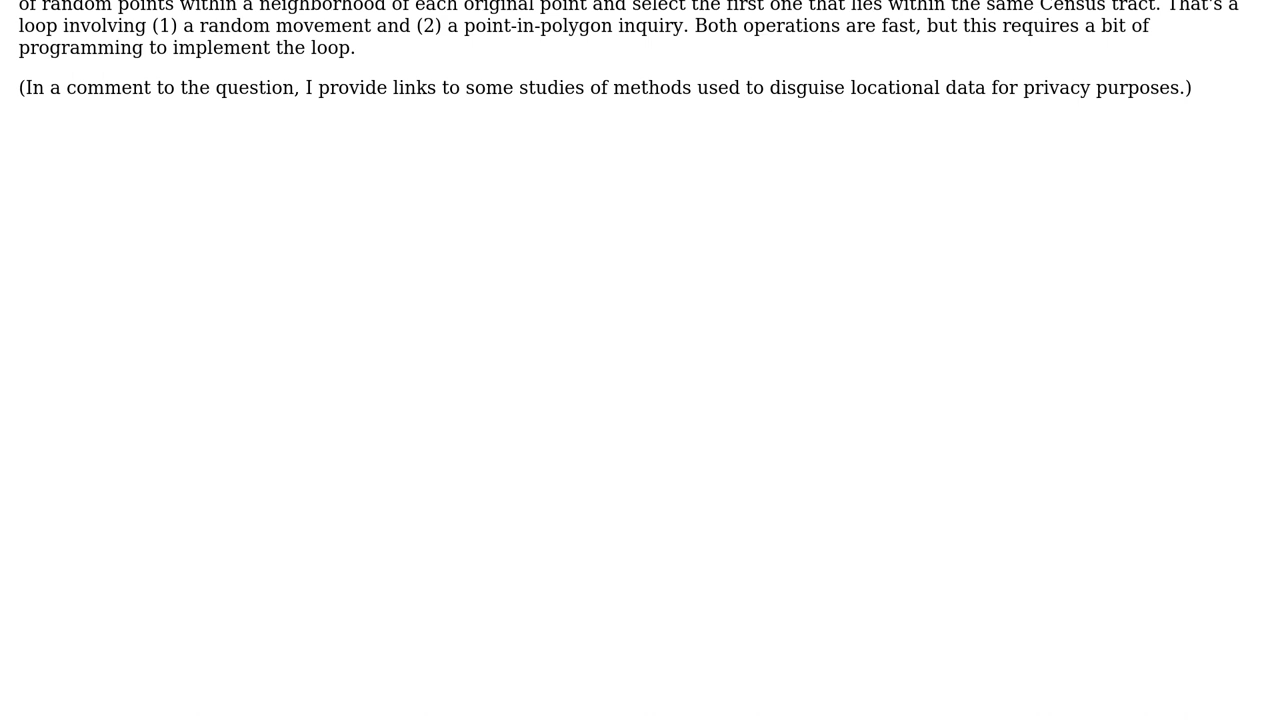 of random points within a neighborhood of each original point and select the first one that lies within the same Census tract. That's a
loop involving (1) a random movement and (2) a point-in-polygon inquiry. Both operations are fast, but this requires a bit of
programming to implement the loop.
(In a comment to the question, I provide links to some studies of methods used to disguise locational data for privacy purposes.)